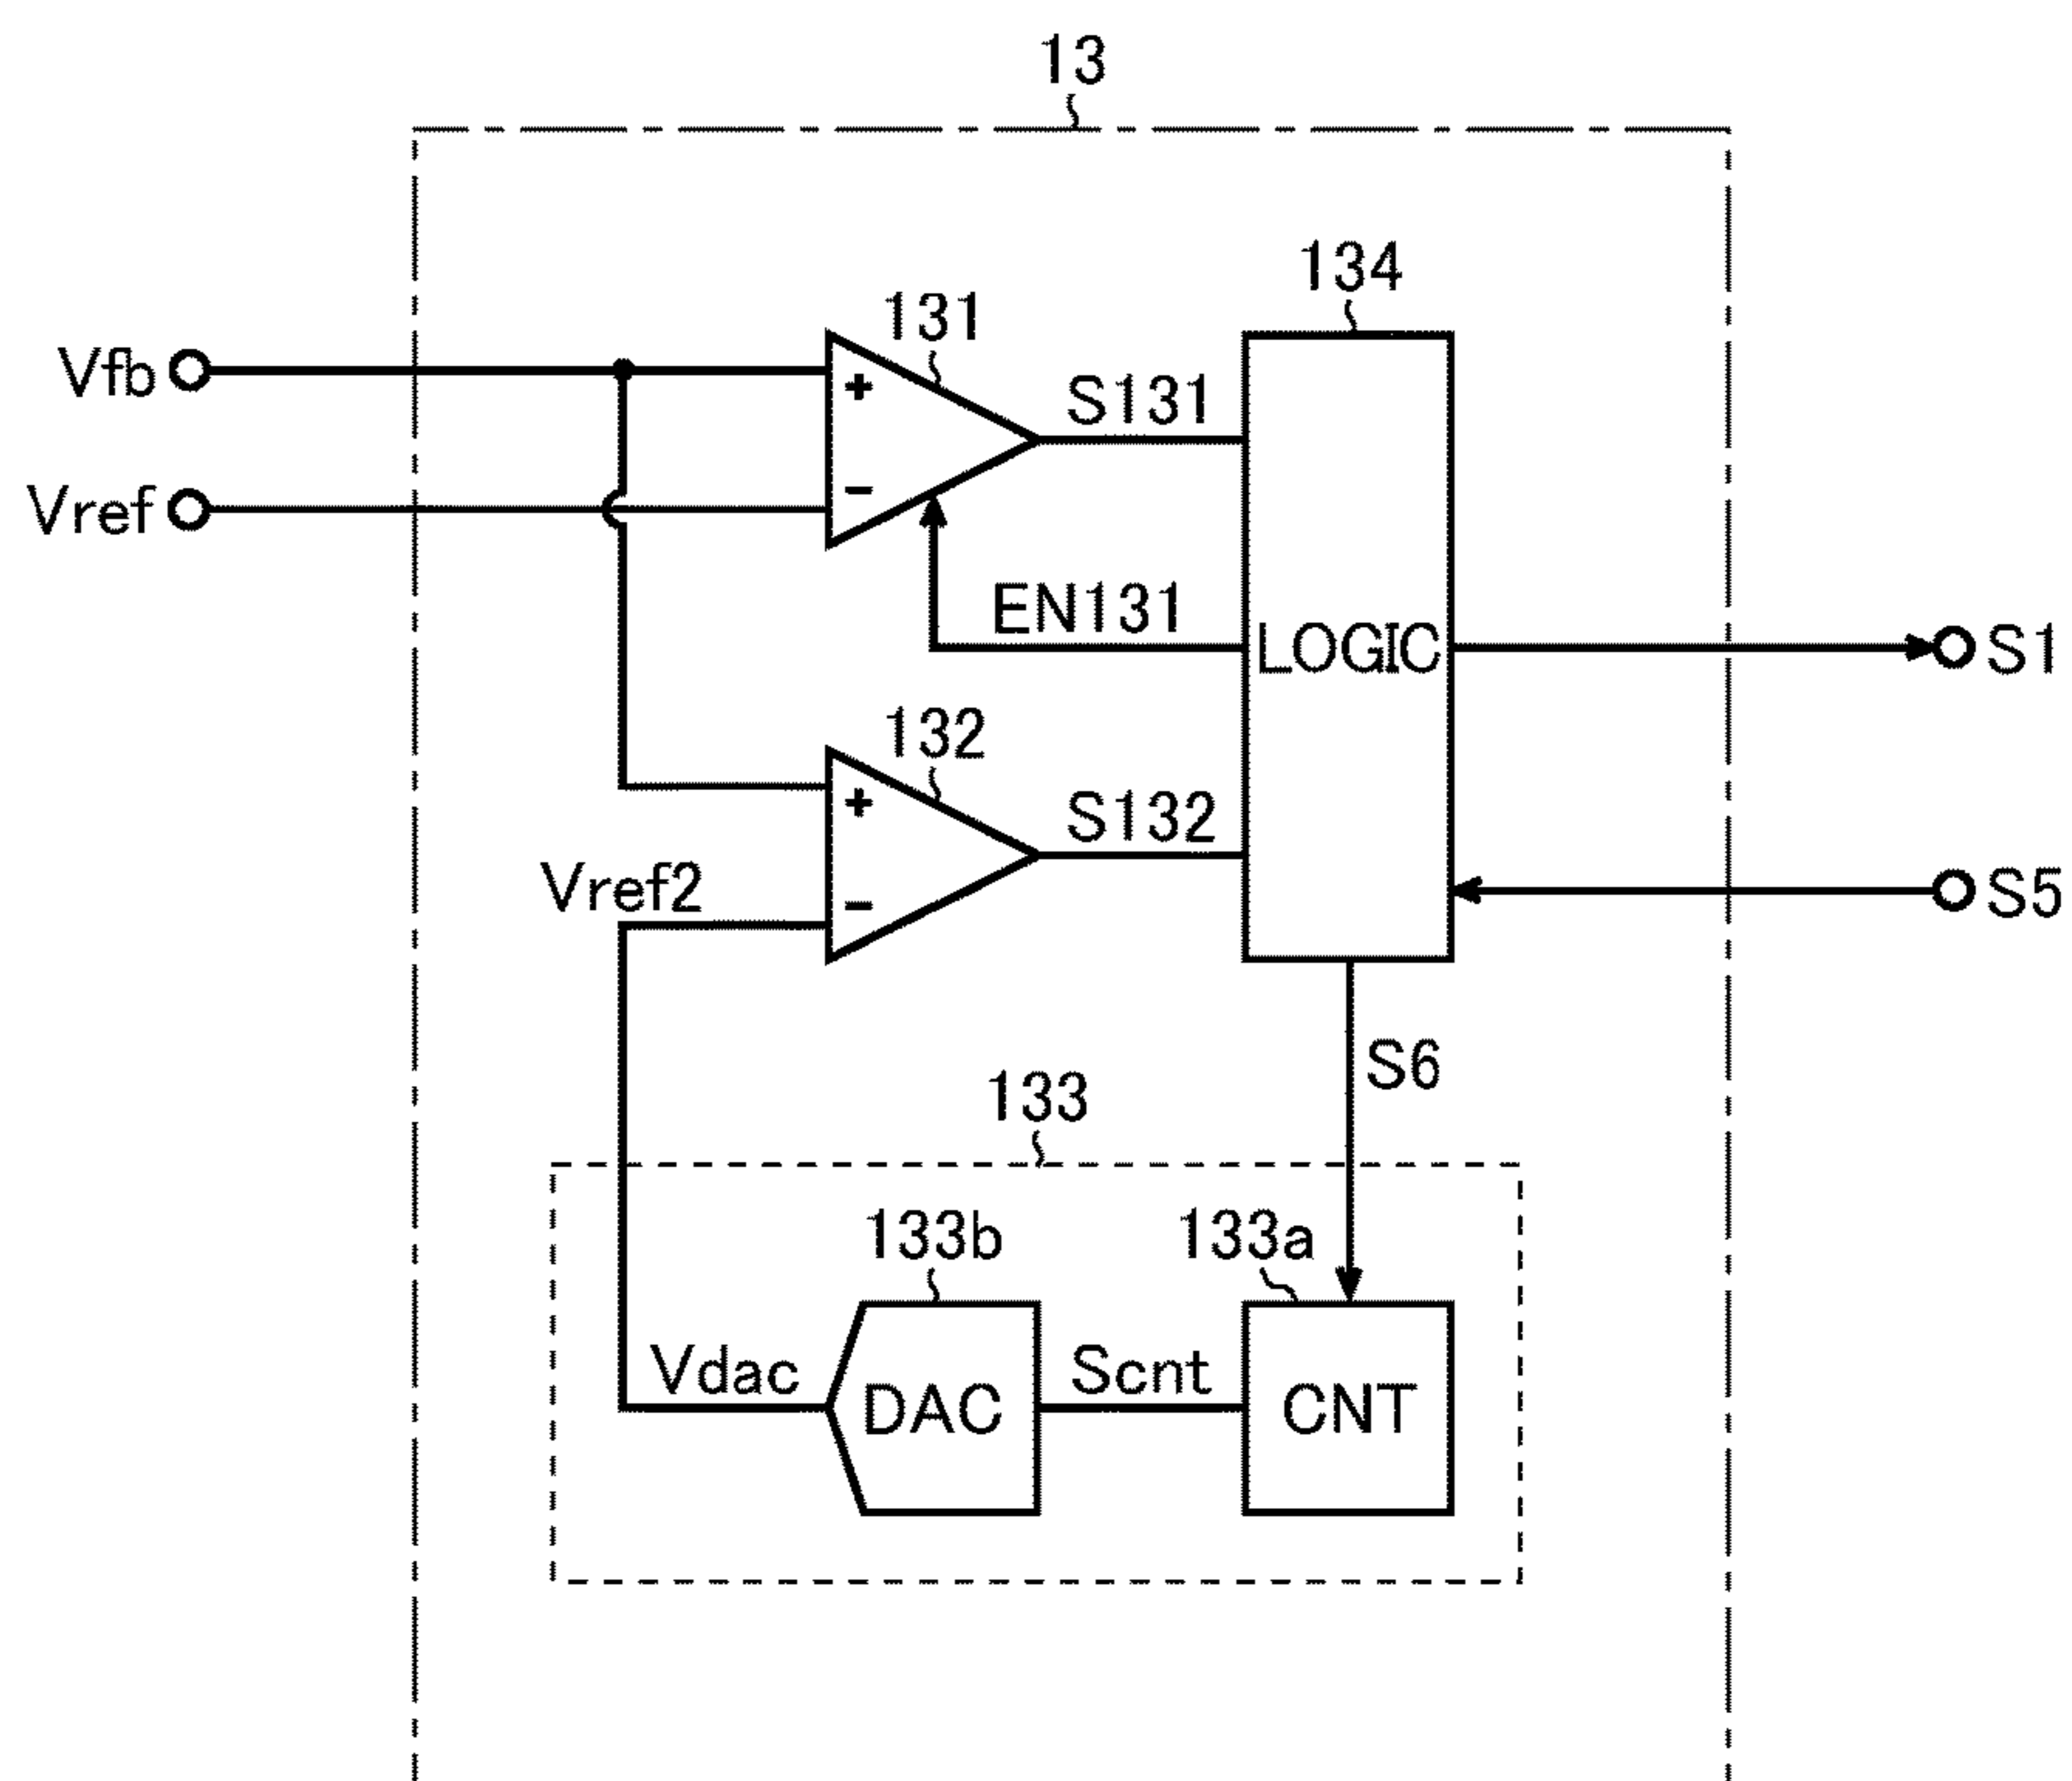 13
134
131
Vfb
+
S131
Vref
-
EN131
LOGIC
S1
132
+
S132
Vref2
-
S5
S6
133
133b
133a
Vdac
DAC
Scnt
CNT